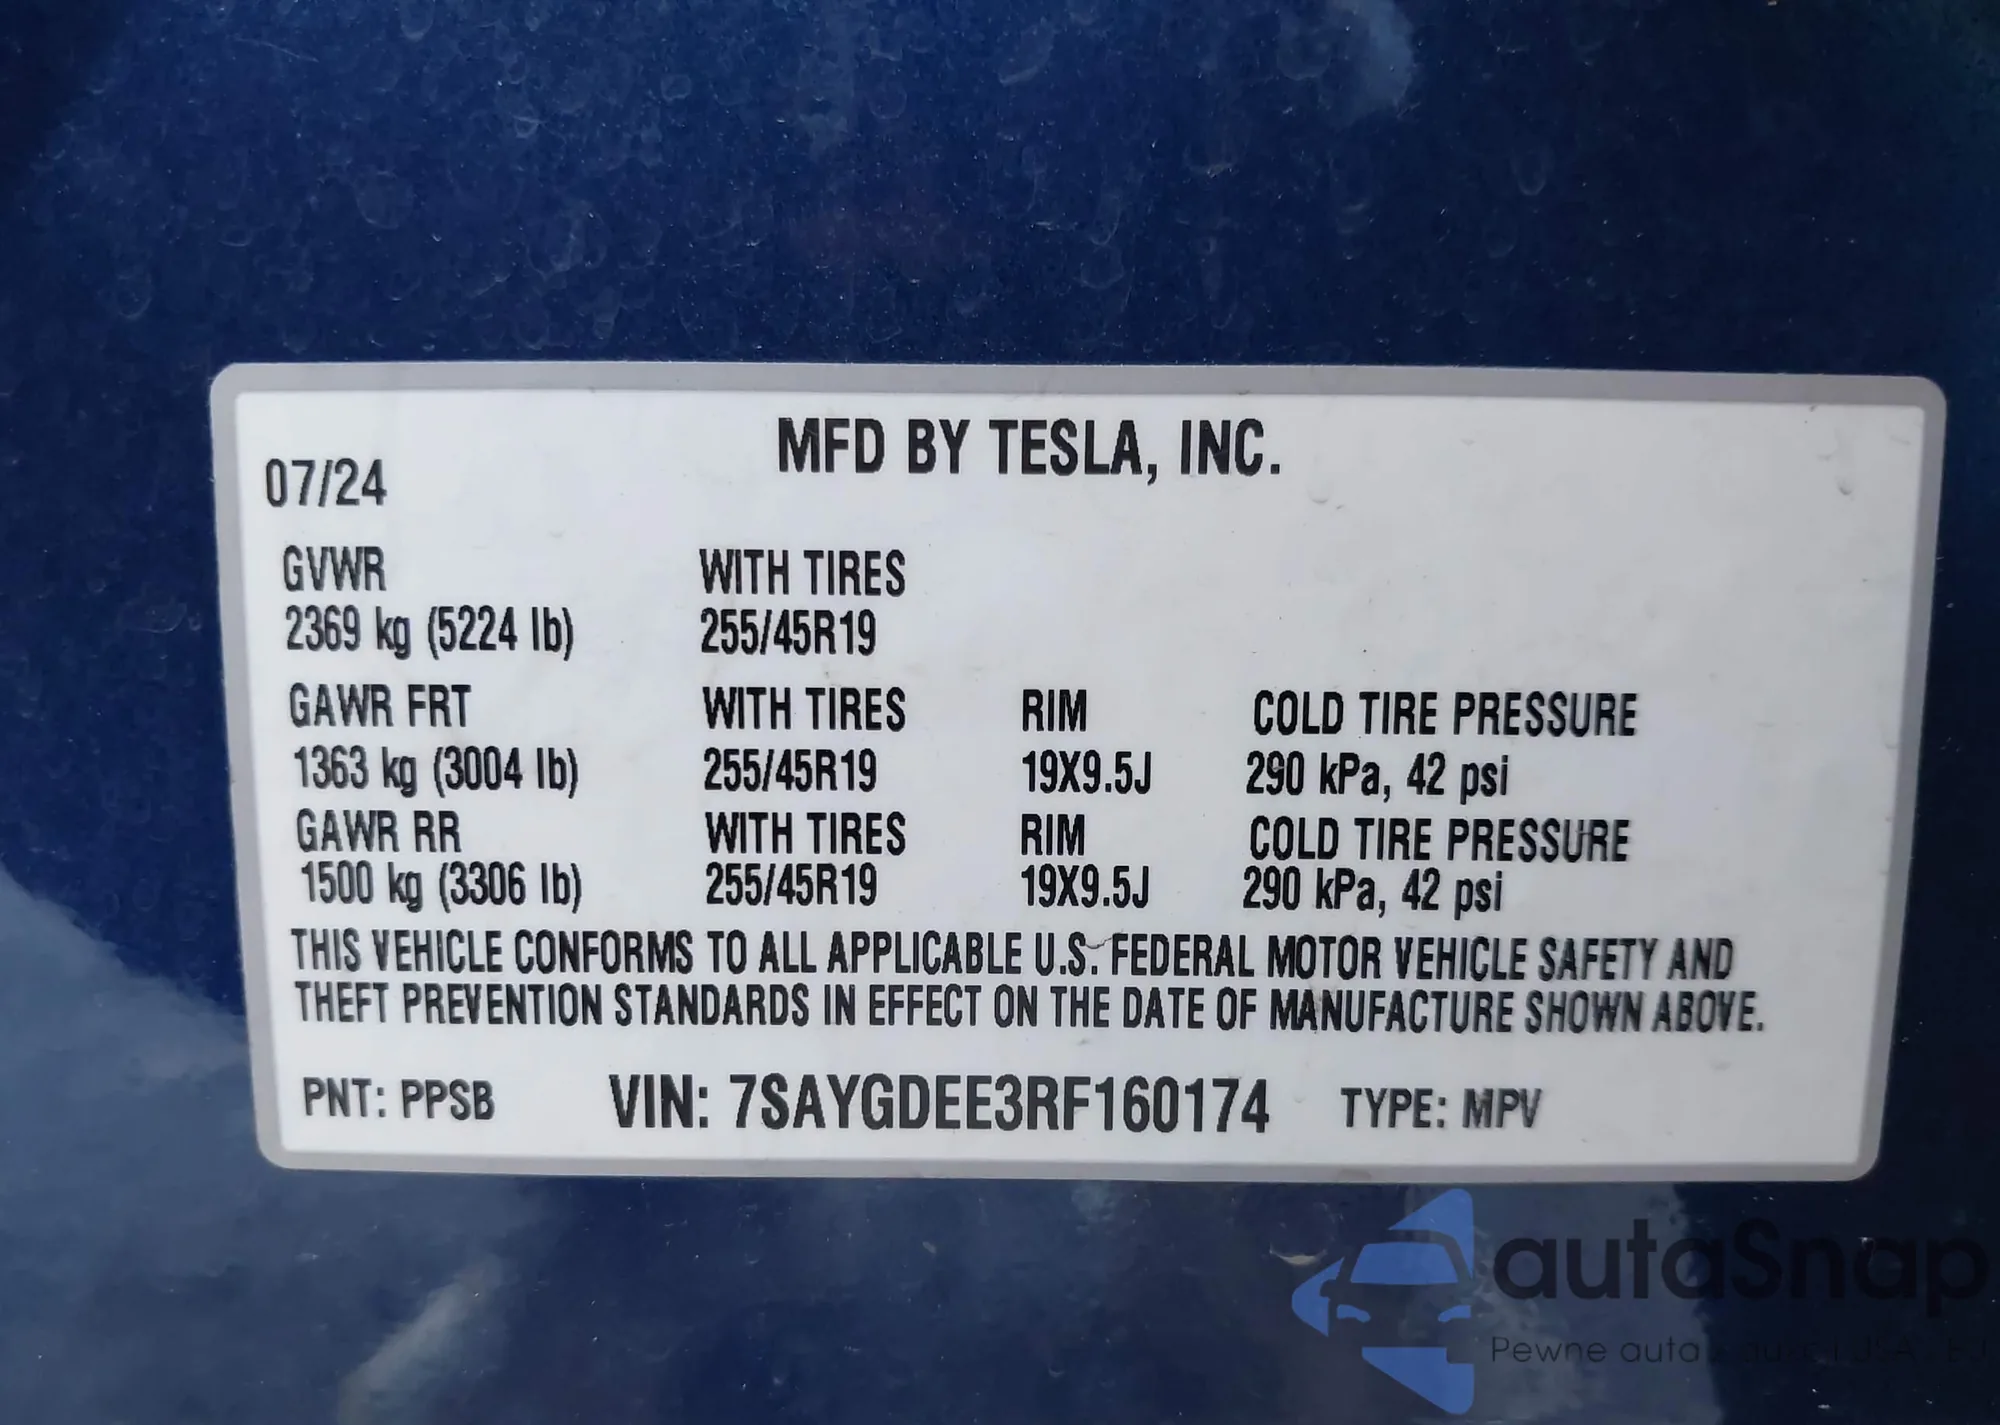 MFD BY TESLA, INC.
07/24
GVWR WITH TIRES
2369 kg (5224 lb) 255/45R19
GAWR FRT WITH TIRES RIM COLD TIRE PRESSURE
1363 kg (3004 lb) 255/45R19 19X9.5J 290 kPa, 42 psi
GAWR RR WITH TIRES RIM COLD TIRE PRESSURE
1500 kg (3306 lb) 255/45R19 19X9.5J 290 kPa, 42 psi
THIS VEHICLE CONFORMS TO ALL APPLICABLE U.S. FEDERAL MOTOR VEHICLE SAFETY AND
THEFT PREVENTION STANDARDS IN EFFECT ON THE DATE OF MANUFACTURE SHOWN ABOVE.
PNT: PPSB VIN: 7SAYGDEE3RF160174 TYPE: MPV
autaSnap
Pewne auta